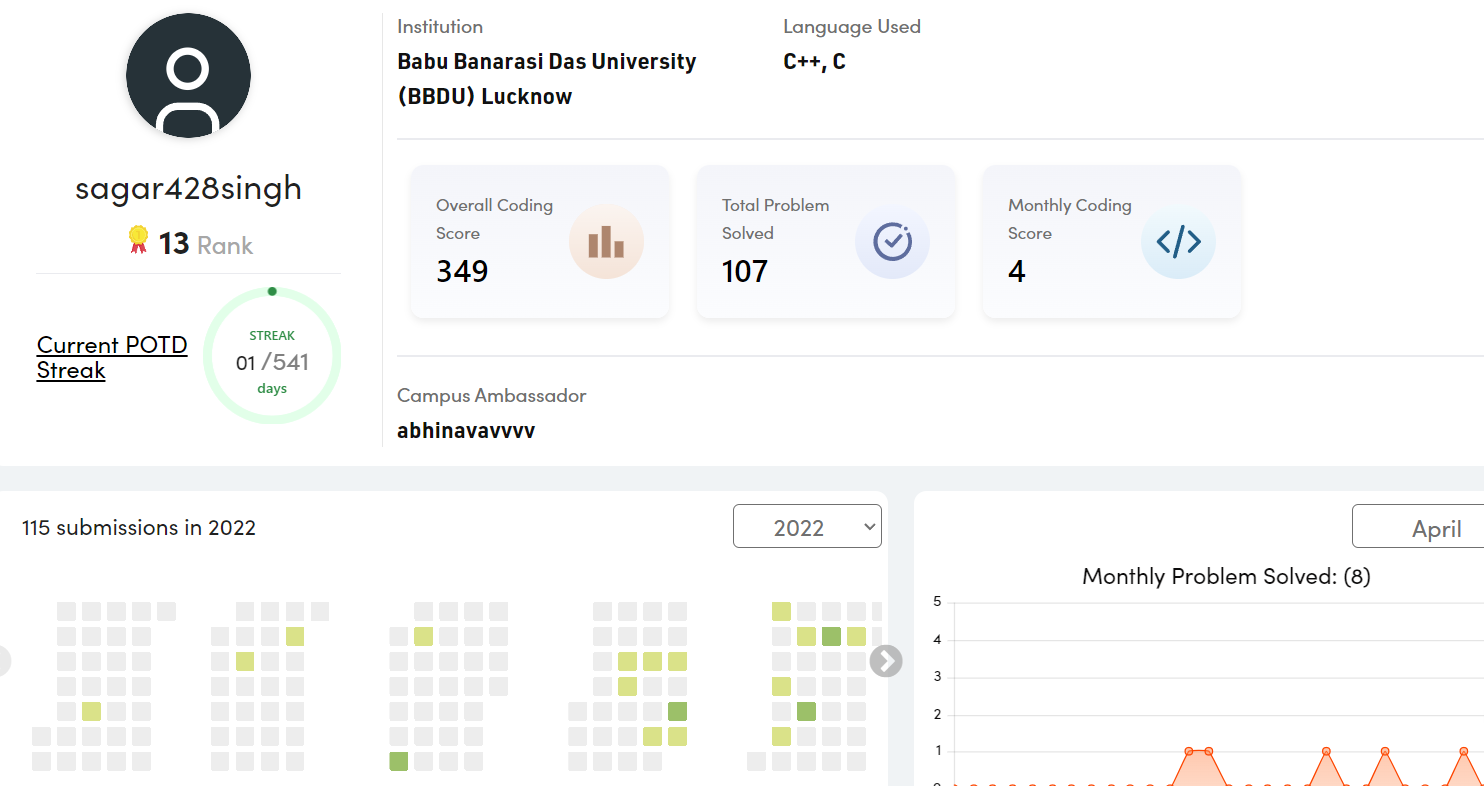 sagar428singh
13 Rank
Current POTD
Streak
STREAK
01 /541
days
Institution
Babu Banarasi Das University
(BBDU) Lucknow
Language Used
C++, C
Overall Coding
Score
349
Total Problem
Solved
107
Monthly Coding
Score
4
Campus Ambassador
abhinavavvvv
115 submissions in 2022
2022
April
Monthly Problem Solved: (8)
5
4
3
2
1